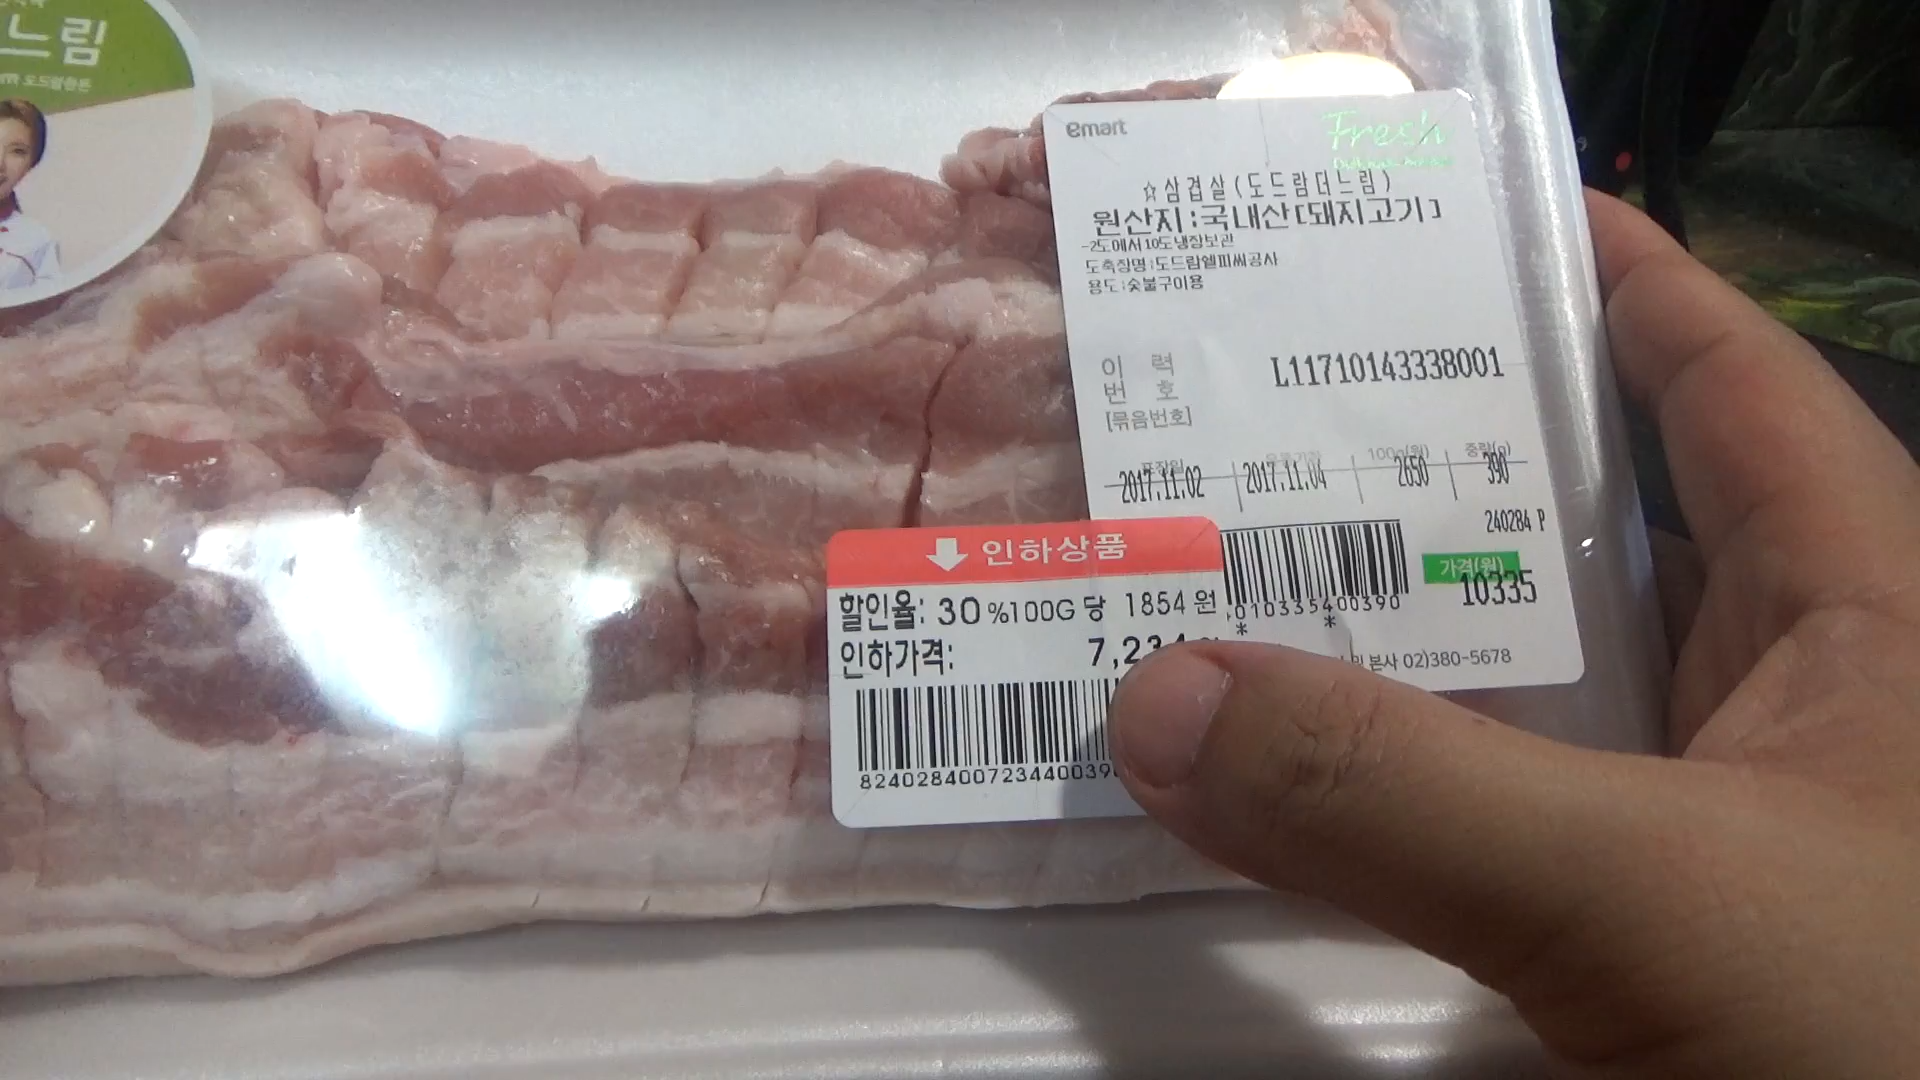 느림
emart
Fresh
☆삼겹살(도드람더느림)
원산지:국내산[돼지고기]
-2도에서10도냉장보관
도축장명:도드람엘피씨공사
용도:숯불구이용
이 력
번 호
L11710143338001
[묶음번호]
포장일 100g(원) 중량(g)
2017.11.02 2017.11.04 2650 390
240284 P
가격(원)
10335
010335400390
* *
본사 02)380-5678
인하상품
할인율: 30%100G 당 1854 원
인하가격: 7,234
824028400723440039